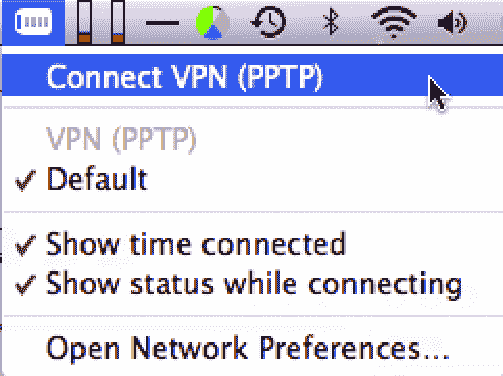 Connect VPN (PPTP)
VPN (PPTP)
Default
Show time connected
Show status while connecting
Open Network Preferences...